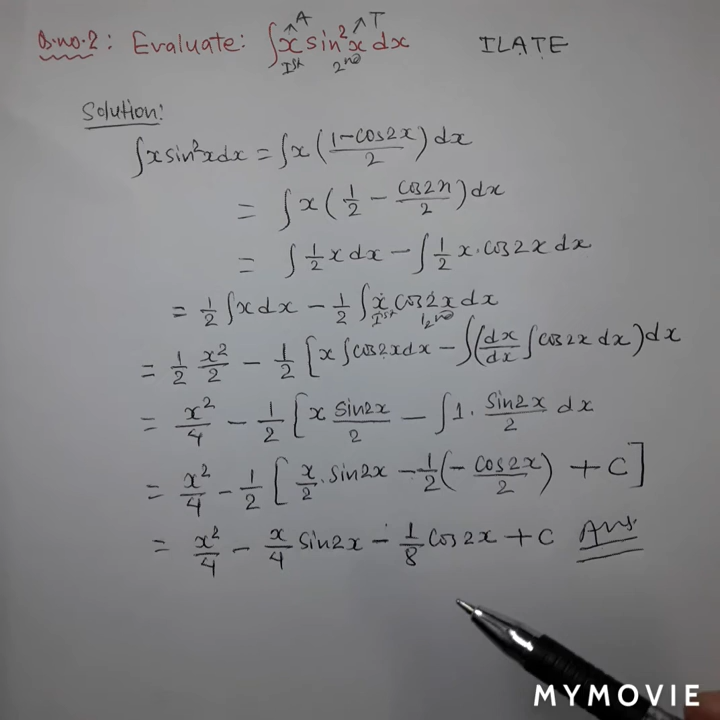 Q.no.2: Evaluate: ∫x sin²x dx ILATE
A T
Ist 2nd
Solution:
∫x sin²x dx = ∫x (1-cos2x / 2) dx
= ∫x (1/2 - cos2x / 2) dx
= ∫1/2 x dx - ∫1/2 x. cos2x dx
= 1/2 ∫x dx - 1/2 ∫x cos2x dx
Ist 2nd
= 1/2 x²/2 - 1/2 [x ∫cos2x dx - ∫(dx/dx ∫cos2x dx) dx
= x²/4 - 1/2 [x sin2x/2 - ∫1. sin2x/2 dx
= x²/4 - 1/2 [x/2. sin2x - 1/2 (- cos2x/2) + C]
= x²/4 - x/4 sin2x - 1/8 cos2x + C Ans
MYMOVIE